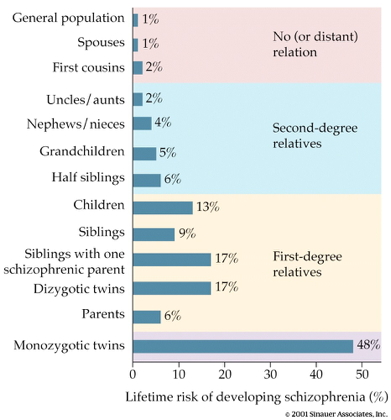 General population
1%
No (or distant)
relation
Spouses
1%
First cousins
2%
Uncles/aunts
2%
Nephews/nieces
4%
Second-degree
relatives
Grandchildren
5%
Half siblings
6%
Children
13%
Siblings
9%
Siblings with one
schizophrenic parent
17%
First-degree
relatives
Dizygotic twins
17%
Parents
6%
Monozygotic twins
48%
0 10 20 30 40 50
Lifetime risk of developing schizophrenia (%)
© 2001 Sinauer Associates, Inc.